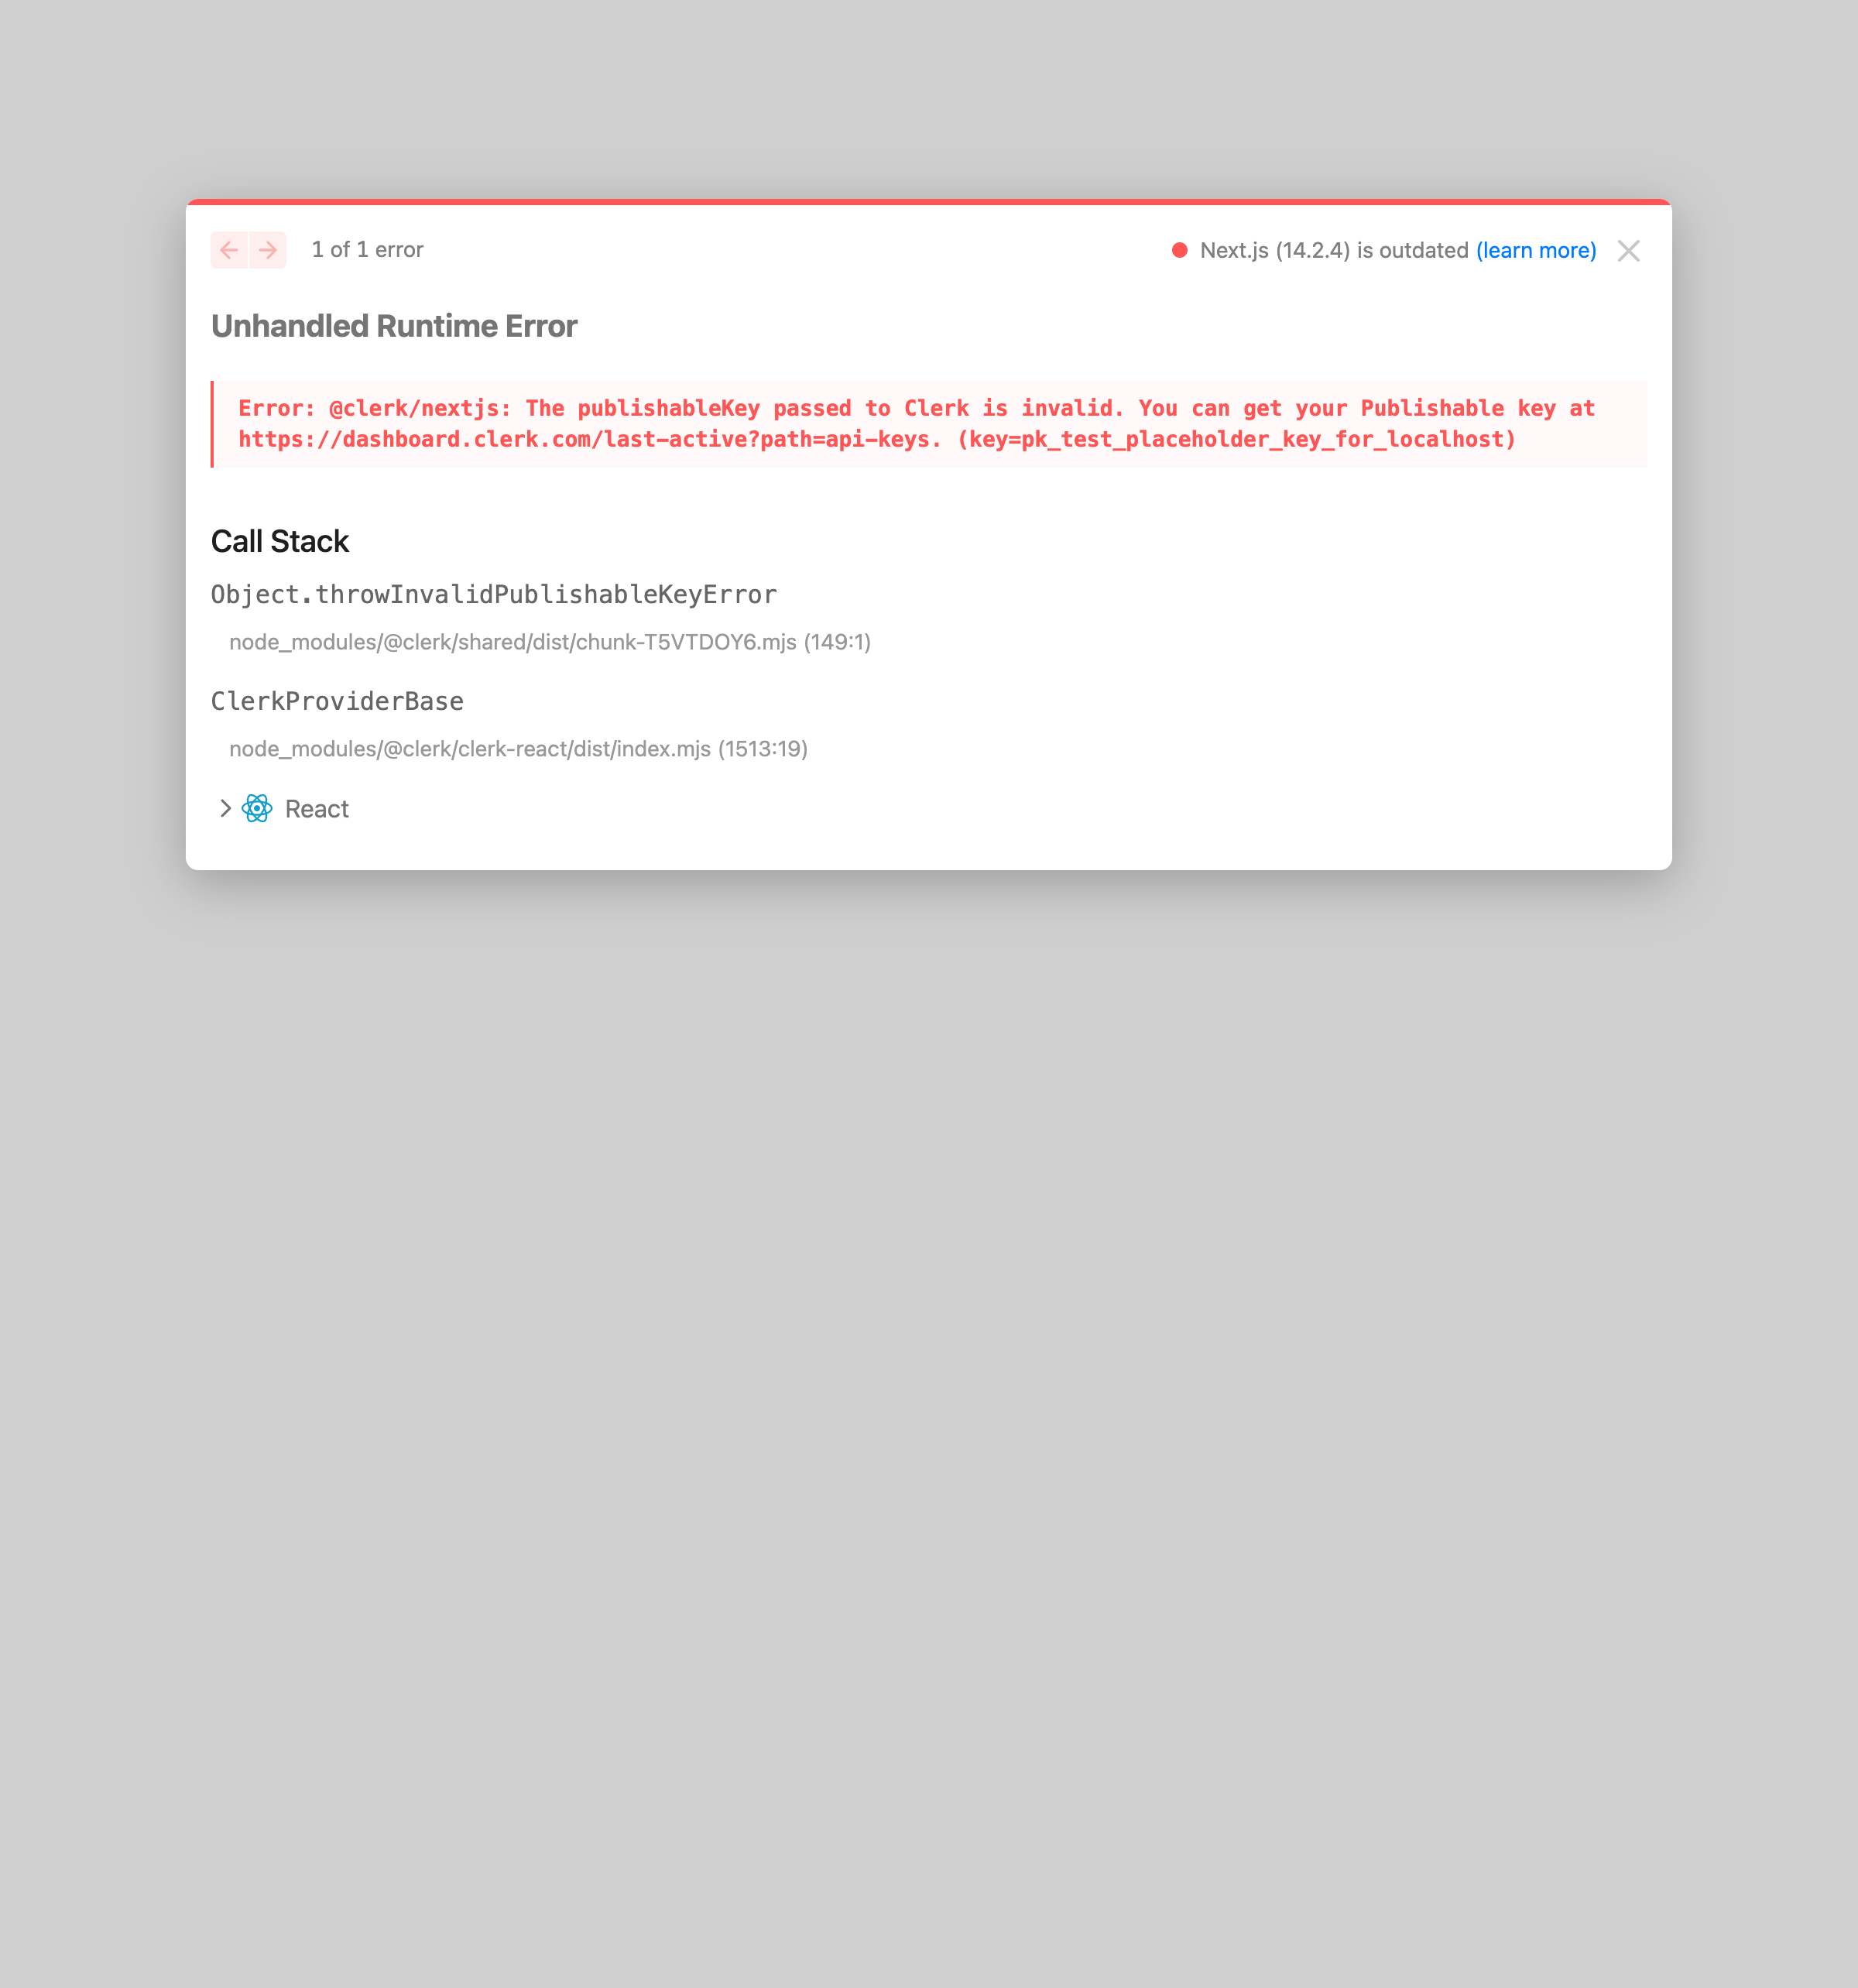 1 of 1 error
Next.js (14.2.4) is outdated (learn more)
Unhandled Runtime Error
Error: @clerk/nextjs: The publishableKey passed to Clerk is invalid. You can get your Publishable key at
https://dashboard.clerk.com/last-active?path=api-keys. (key=pk_test_placeholder_key_for_localhost)
Call Stack
Object.throwInvalidPublishableKeyError
node_modules/@clerk/shared/dist/chunk-T5VTDOY6.mjs (149:1)
ClerkProviderBase
node_modules/@clerk/clerk-react/dist/index.mjs (1513:19)
React